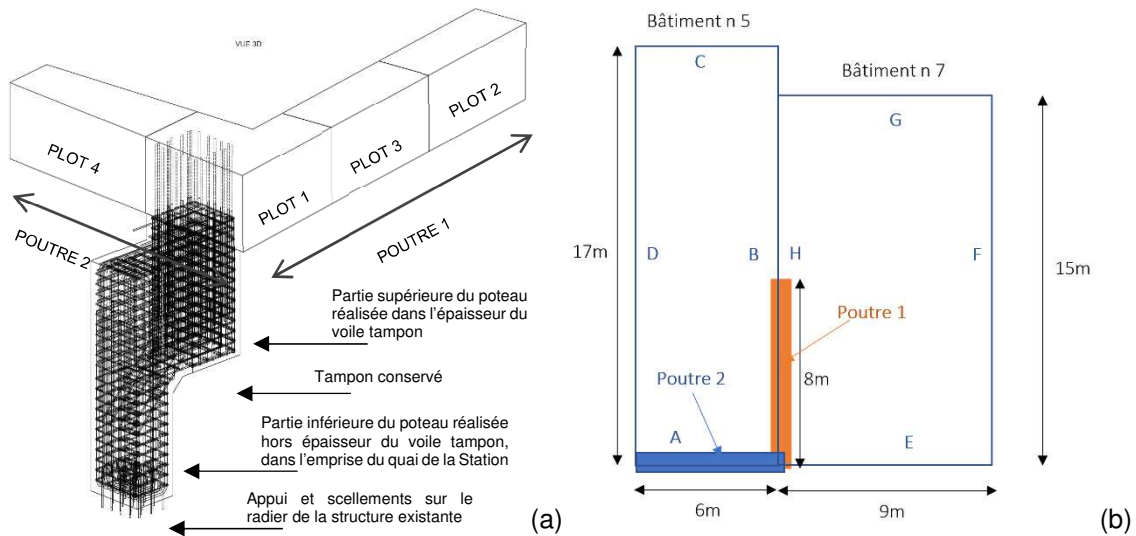 VUE 3D
PLOT 2
PLOT 3
PLOT 4
PLOT 1
POUTRE 1
POUTRE 2
Partie supérieure du poteau
réalisée dans l'épaisseur du
voile tampon
Tampon conservé
Partie inférieure du poteau réalisée
hors épaisseur du voile tampon,
dans l'emprise du quai de la Station
Appui et scellements sur le
radier de la structure existante
(a)
Bâtiment n 5
C
Bâtiment n 7
G
17m
D
B
H
F
15m
Poutre 1
Poutre 2
8m
A
E
6m
9m
(b)